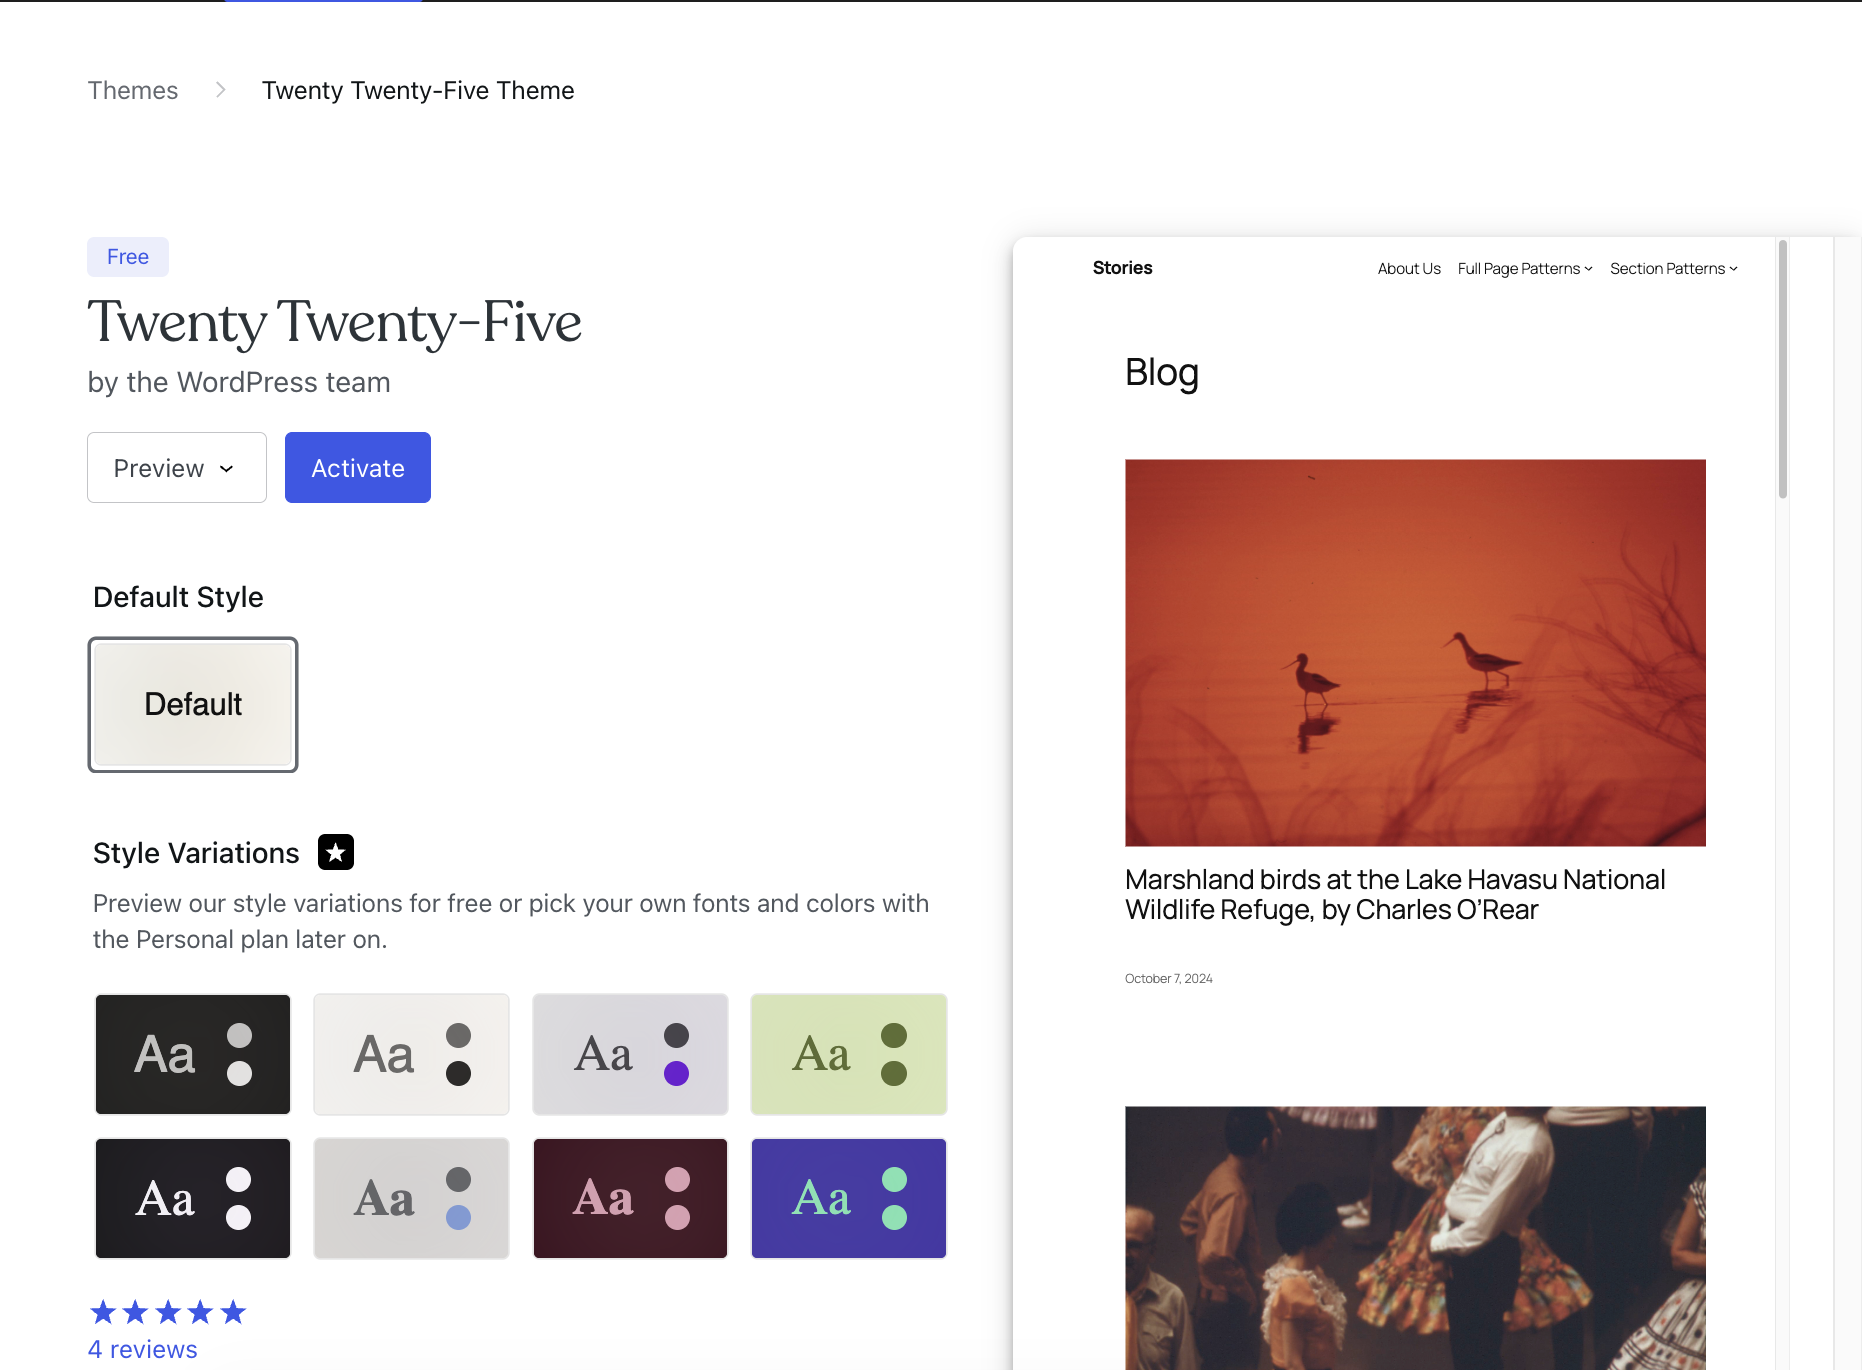 Themes
Twenty Twenty-Five Theme
Free
Twenty Twenty-Five
by the WordPress team
Preview
Activate
Default Style
Default
Style Variations
Preview our style variations for free or pick your own fonts and colors with
the Personal plan later on.
Aa
Aa
Aa
Aa
Aa
Aa
Aa
Aa
4 reviews
Stories
About Us
Full Page Patterns
Section Patterns
Blog
Marshland birds at the Lake Havasu National
Wildlife Refuge, by Charles O’Rear
October 7, 2024